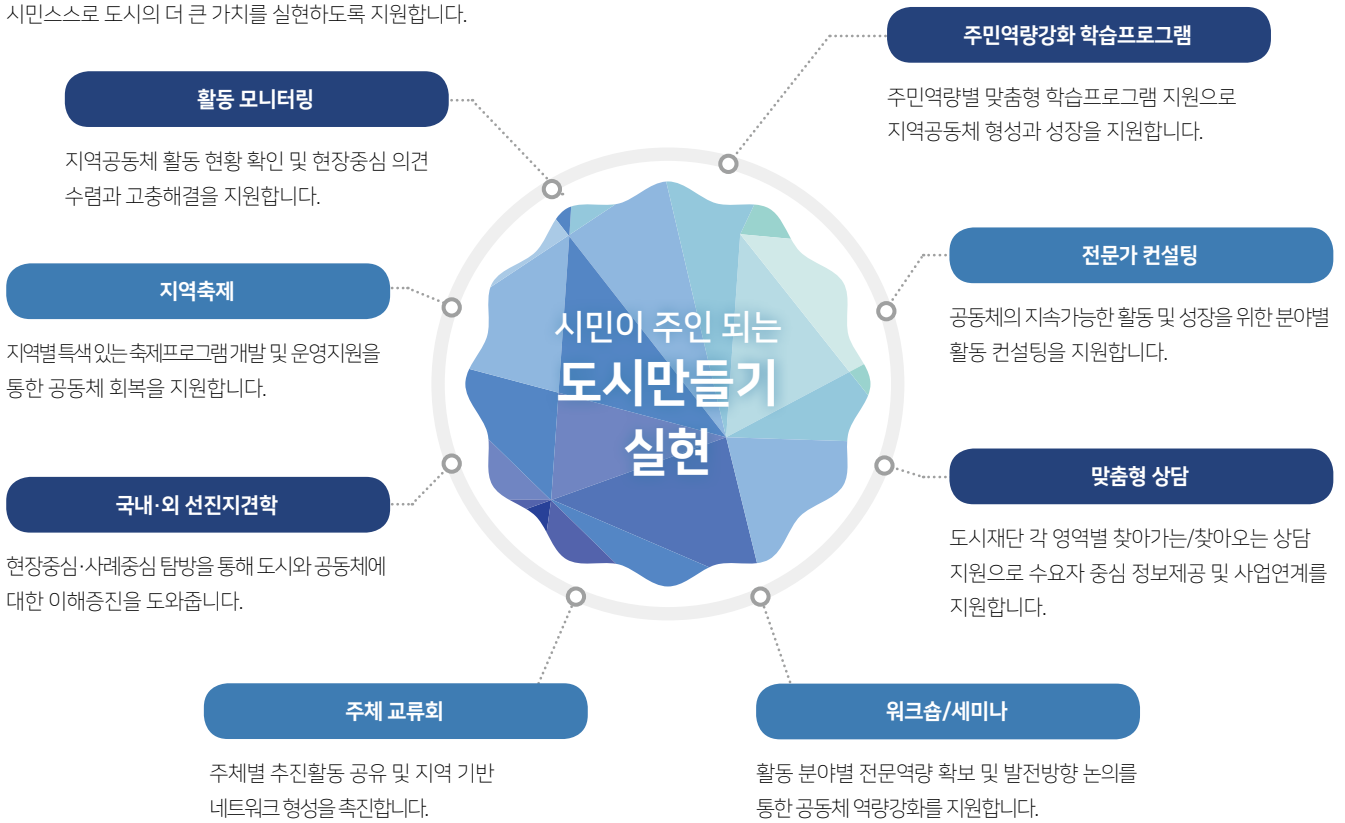 시민스스로 도시의 더 큰 가치를 실현하도록 지원합니다.
주민역량강화 학습프로그램
주민역량별 맞춤형 학습프로그램 지원으로
지역공동체 형성과 성장을 지원합니다.
활동 모니터링
지역공동체 활동 현황 확인 및 현장중심 의견
수렴과 고충해결을 지원합니다.
전문가 컨설팅
공동체의 지속가능한 활동 및 성장을 위한 분야별
활동 컨설팅을 지원합니다.
지역축제
지역별 특색 있는 축제프로그램 개발 및 운영지원을
통한 공동체 회복을 지원합니다.
시민이 주인 되는
도시만들기
실현
맞춤형 상담
도시재단 각 영역별 찾아가는/찾아오는 상담
지원으로 수요자 중심 정보제공 및 사업연계를
지원합니다.
국내·외 선진지견학
현장중심·사례중심 탐방을 통해 도시와 공동체에
대한 이해증진을 도와줍니다.
주체 교류회
주체별 추진활동 공유 및 지역 기반
네트워크 형성을 촉진합니다.
워크숍/세미나
활동 분야별 전문역량 확보 및 발전방향 논의를
통한 공동체 역량강화를 지원합니다.